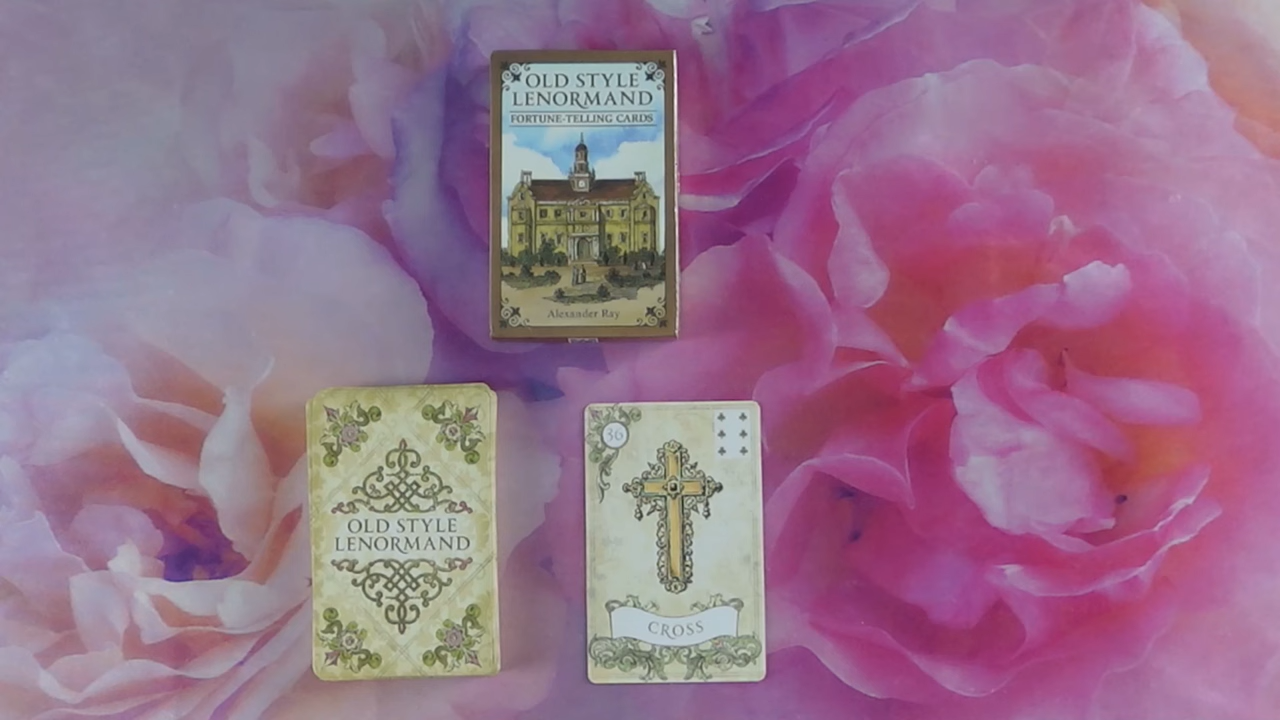 OLD STYLE
LENORMAND
FORTUNE-TELLING CARDS
Alexander Ray
OLD STYLE
LENORMAND
36
CROSS